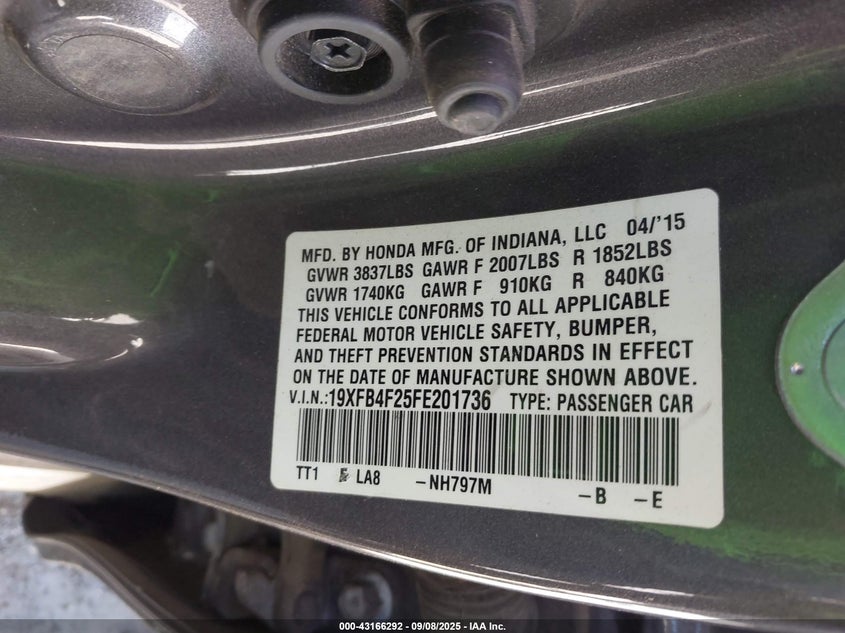 MFD. BY HONDA MFG. OF INDIANA, LLC 04/'15
GVWR 3837LBS GAWR F 2007LBS R 1852LBS
GVWR 1740KG GAWR F 910KG R 840KG
THIS VEHICLE CONFORMS TO ALL APPLICABLE
FEDERAL MOTOR VEHICLE SAFETY, BUMPER,
AND THEFT PREVENTION STANDARDS IN EFFECT
ON THE DATE OF MANUFACTURE SHOWN ABOVE.
V.I.N.:19XFB4F25FE201736 TYPE: PASSENGER CAR
TT1 LA8 -NH797M -B -E
000-43166292 - 09/08/2025 - IAA Inc.